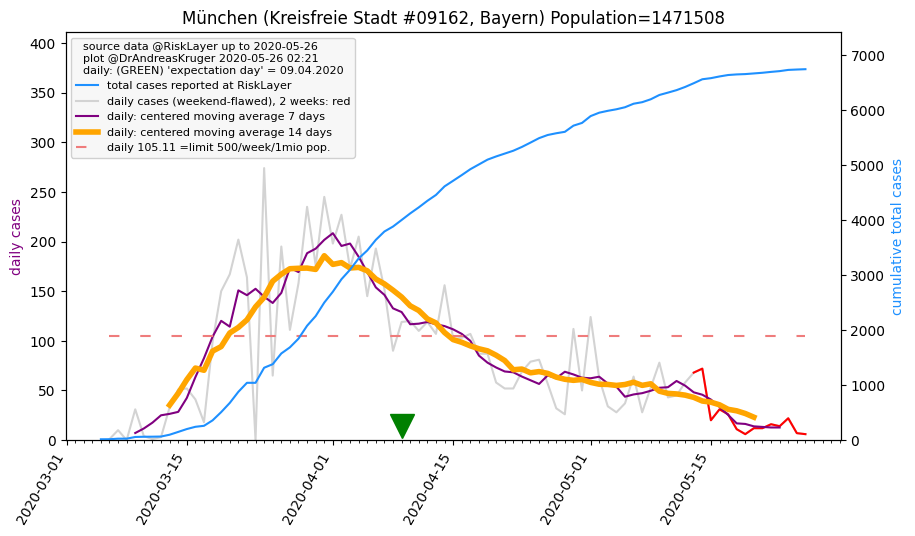 München (Kreisfreie Stadt #09162, Bayern) Population=1471508
source data @RiskLayer up to 2020-05-26
plot @DrAndreasKruger 2020-05-26 02:21
daily: (GREEN) 'expectation day' = 09.04.2020
total cases reported at RiskLayer
daily cases (weekend-flawed), 2 weeks: red
daily: centered moving average 7 days
daily: centered moving average 14 days
daily 105.11 =limit 500/week/1mio pop.
daily cases
400
350
300
250
200
150
100
50
0
cumulative total cases
7000
6000
5000
4000
3000
2000
1000
0
2020-03-01
2020-03-15
2020-04-01
2020-04-15
2020-05-01
2020-05-15